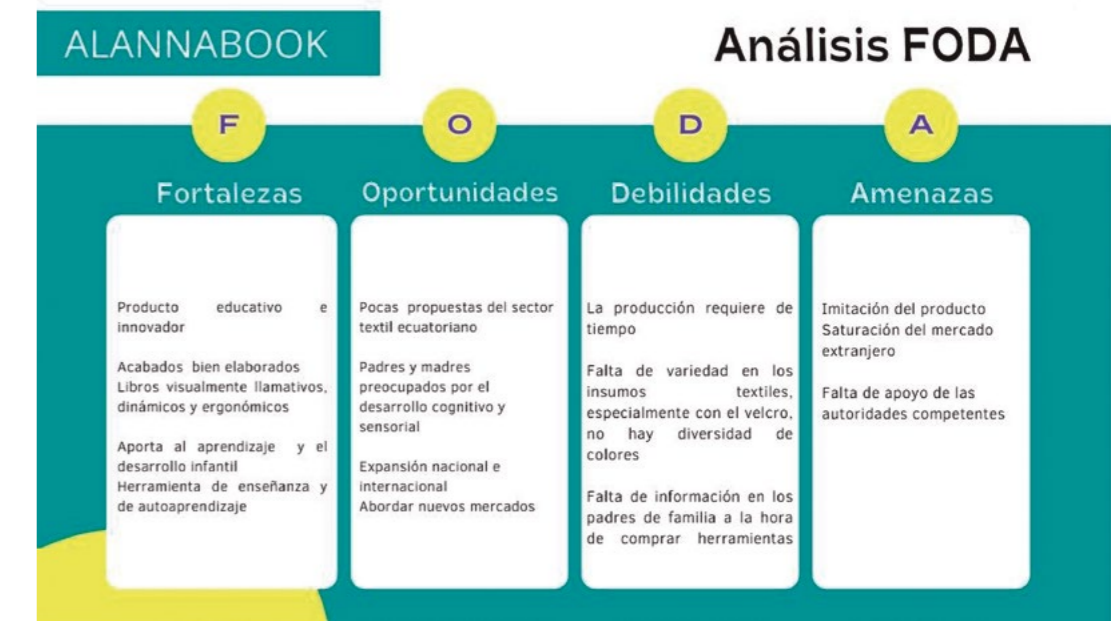 ALANNABOOK
Análisis FODA
F
O
D
A
Fortalezas
Oportunidades
Debilidades
Amenazas
Producto educativo e
innovador
Acabados bien elaborados
Libros visualmente llamativos,
dinámicos y ergonómicos
Aporta al aprendizaje y el
desarrollo infantil
Herramienta de enseñanza y
de autoaprendizaje
Pocas propuestas del sector
textil ecuatoriano
Padres y madres
preocupados por el
desarrollo cognitivo y
sensorial
Expansión nacional e
internacional
Abordar nuevos mercados
La producción requiere de
tiempo
Falta de variedad en los
insumos textiles,
especialmente con el velcro,
no hay diversidad de
colores
Falta de información en los
padres de familia a la hora
de comprar herramientas
Imitación del producto
Saturación del mercado
extranjero
Falta de apoyo de las
autoridades competentes